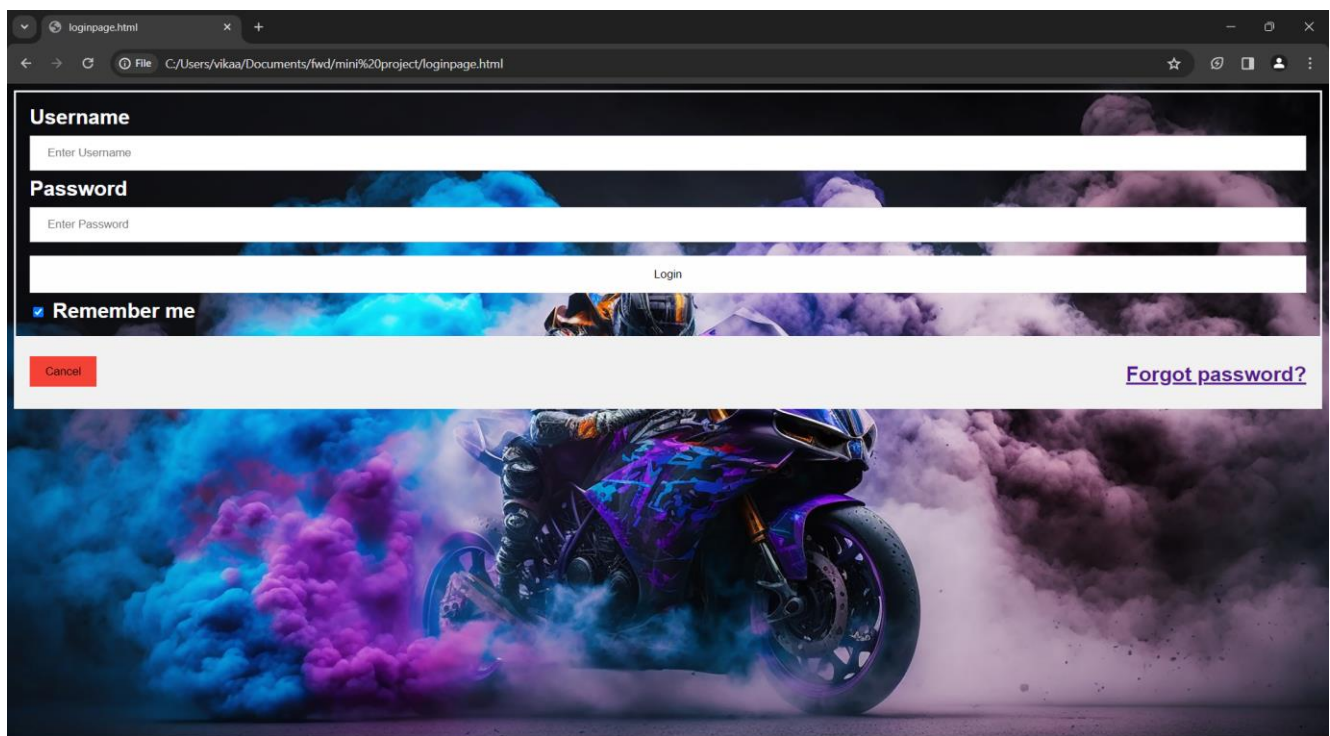 loginpage.html
File C:/Users/vikaa/Documents/fwd/mini%20project/loginpage.html
Username
Enter Username
Password
Enter Password
Login
Remember me
Cancel Forgot password?